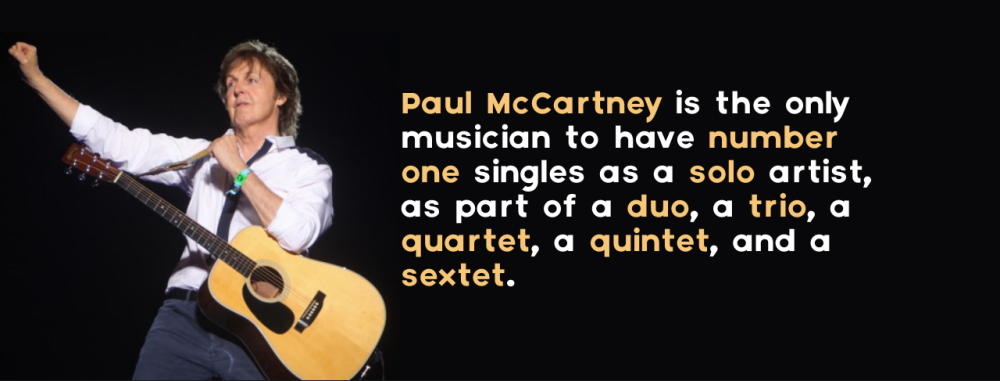 Paul McCartney is the only
musician to have number
one singles as a solo artist,
as part of a duo, a trio, a
quartet, a quintet, and a
sextet.